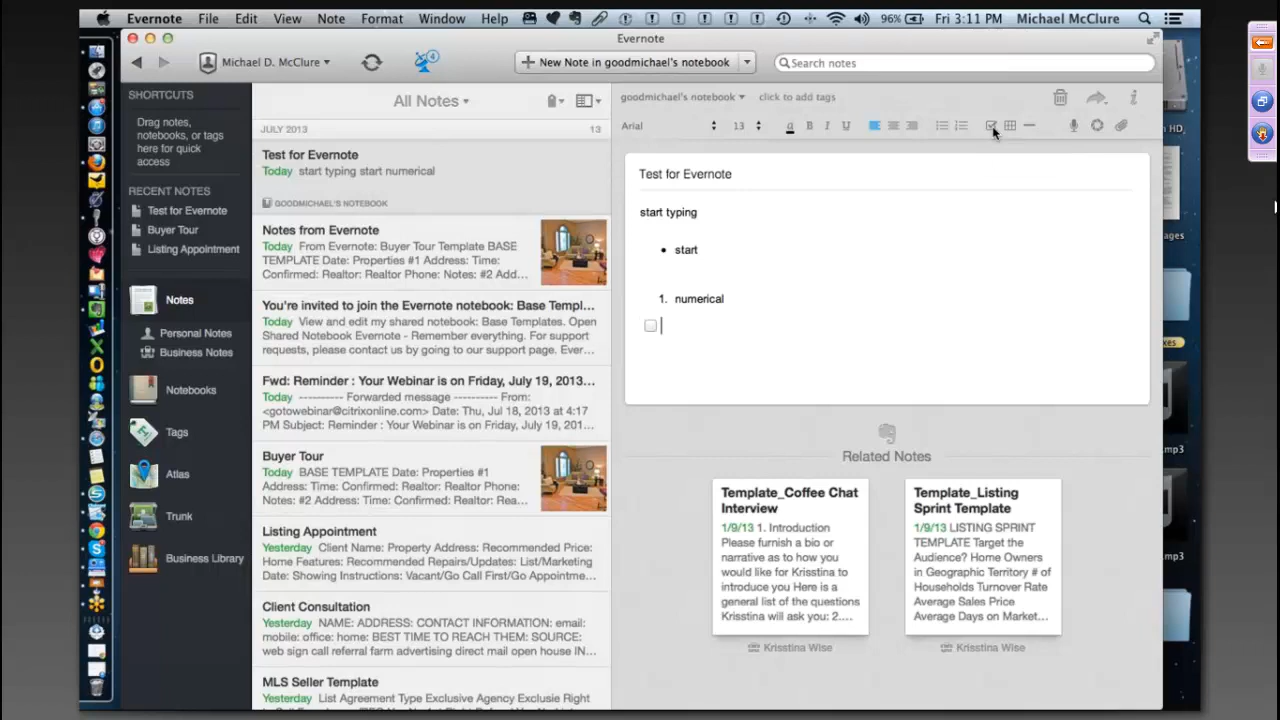 Evernote File Edit View Note Format Window Help 96% Fri 3:11 PM Michael McClure
Evernote
Michael D. McClure 4 New Note in goodmichael's notebook Search notes
SHORTCUTS
Drag notes,
notebooks, or tags
here for quick
access
RECENT NOTES
Test for Evernote
Buyer Tour
Listing Appointment
Notes
Personal Notes
Business Notes
Notebooks
Tags
Atlas
Trunk
Business Library
All Notes
JULY 2013 13
Test for Evernote
Today start typing start numerical
GOODMICHAEL'S NOTEBOOK
Notes from Evernote
Today From Evernote: Buyer Tour Template BASE
TEMPLATE Date: Properties #1 Address: Time:
Confirmed: Realtor: Realtor Phone: Notes: #2 Ad...
You're invited to join the Evernote notebook: Base Templ...
Today View and edit my shared notebook: Base Templates. Open
Shared Notebook Evernote - Remember everything. For support
requests, please contact us by going to our support page. Ever...
Fwd: Reminder : Your Webinar is on Friday, July 19, 2013...
Today ---------- Forwarded message ---------- From:
<gotowebinar@citrixonline.com> Date: Thu, Jul 18, 2013 at 4:17
PM Subject: Reminder : Your Webinar is on Friday, July 19...
Buyer Tour
Today BASE TEMPLATE Date: Properties #1
Address: Time: Confirmed: Realtor: Realtor Phone:
Notes: #2 Address: Time: Confirmed: Realtor: Rea...
Listing Appointment
Yesterday Client Name: Property Address: Recommended Price:
Home Features: Recommended Repairs/Updates: List/Marketing
Date: Showing Instructions: Vacant/Go Call First/Go Appointme...
Client Consultation
Yesterday NAME: ADDRESS: CONTACT INFORMATION: email:
mobile: office: home: BEST TIME TO REACH THEM: SOURCE:
web sign call referral farm advertising direct mail open house IN...
MLS Seller Template
Yesterday List Agreement Type Exclusive Agency Exclusie Right
goodmichael's notebook click to add tags
Arial 13 a B I U
Test for Evernote
start typing
• start
1. numerical
Related Notes
Template_Coffee Chat
Interview
1/9/13 1. Introduction
Please furnish a bio or
narrative as to how you
would like for Krisstina to
introduce you Here is a
general list of the questions
Krisstina will ask you: 2....
Krisstina Wise
Template_Listing
Sprint Template
1/9/13 LISTING SPRINT
TEMPLATE Target the
Audience? Home Owners
in Geographic Territory # of
Households Turnover Rate
Average Sales Price
Average Days on Market...
Krisstina Wise
HD
ages
xes
.mp3
.mp3